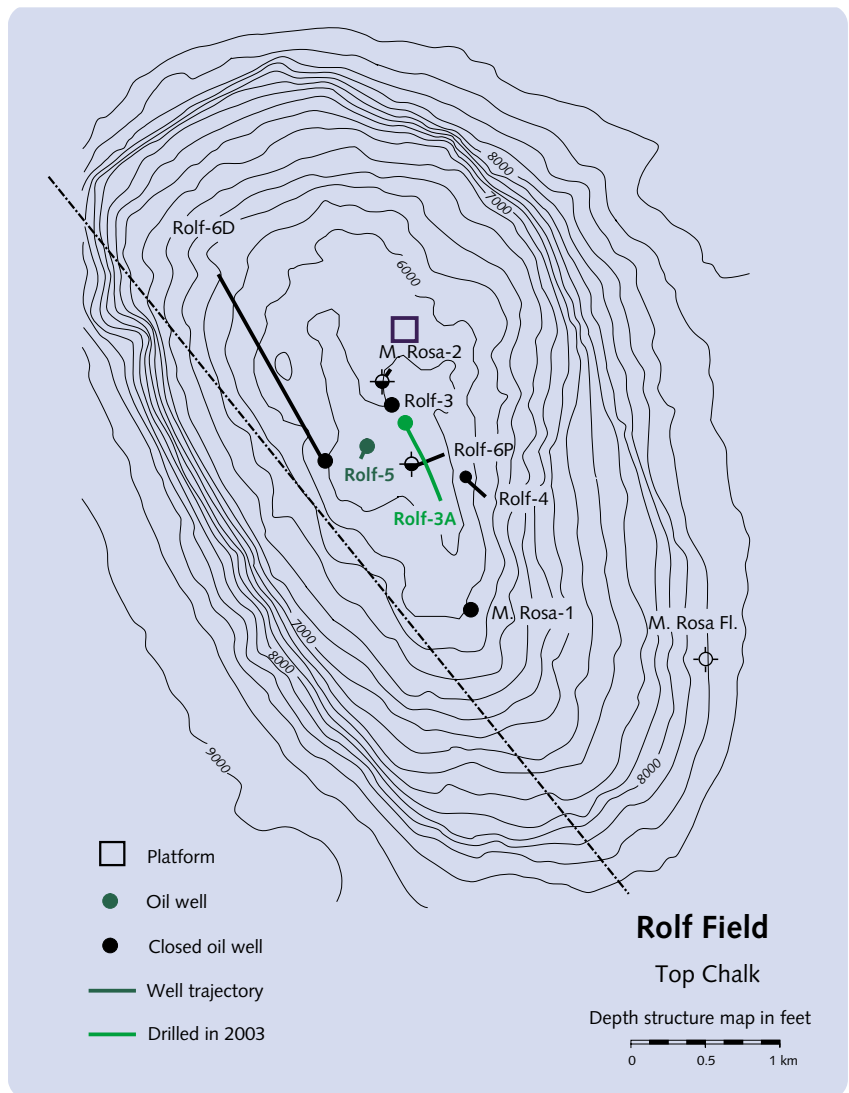 8000
7000
Rolf-6D
6000
M. Rosa-2
Rolf-3
Rolf-6P
Rolf-5
Rolf-4
Rolf-3A
M. Rosa-1
M. Rosa Fl.
7000
8000
9000
8000
Platform
Oil well
Closed oil well
Well trajectory
Drilled in 2003
Rolf Field
Top Chalk
Depth structure map in feet
0 0.5 1 km